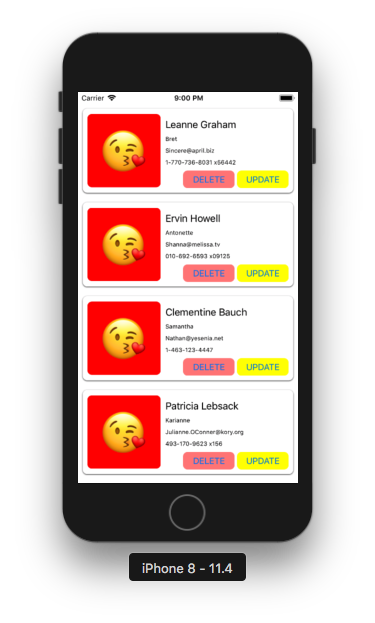 Carrier 9:00 PM
Leanne Graham
Bret
Sincere@april.biz
1-770-736-8031 x56442
DELETE UPDATE
Ervin Howell
Antonette
Shanna@melissa.tv
010-692-6593 x09125
DELETE UPDATE
Clementine Bauch
Samantha
Nathan@yesenia.net
1-463-123-4447
DELETE UPDATE
Patricia Lebsack
Karianne
Julianne.OConner@kory.org
493-170-9623 x156
DELETE UPDATE
iPhone 8 - 11.4